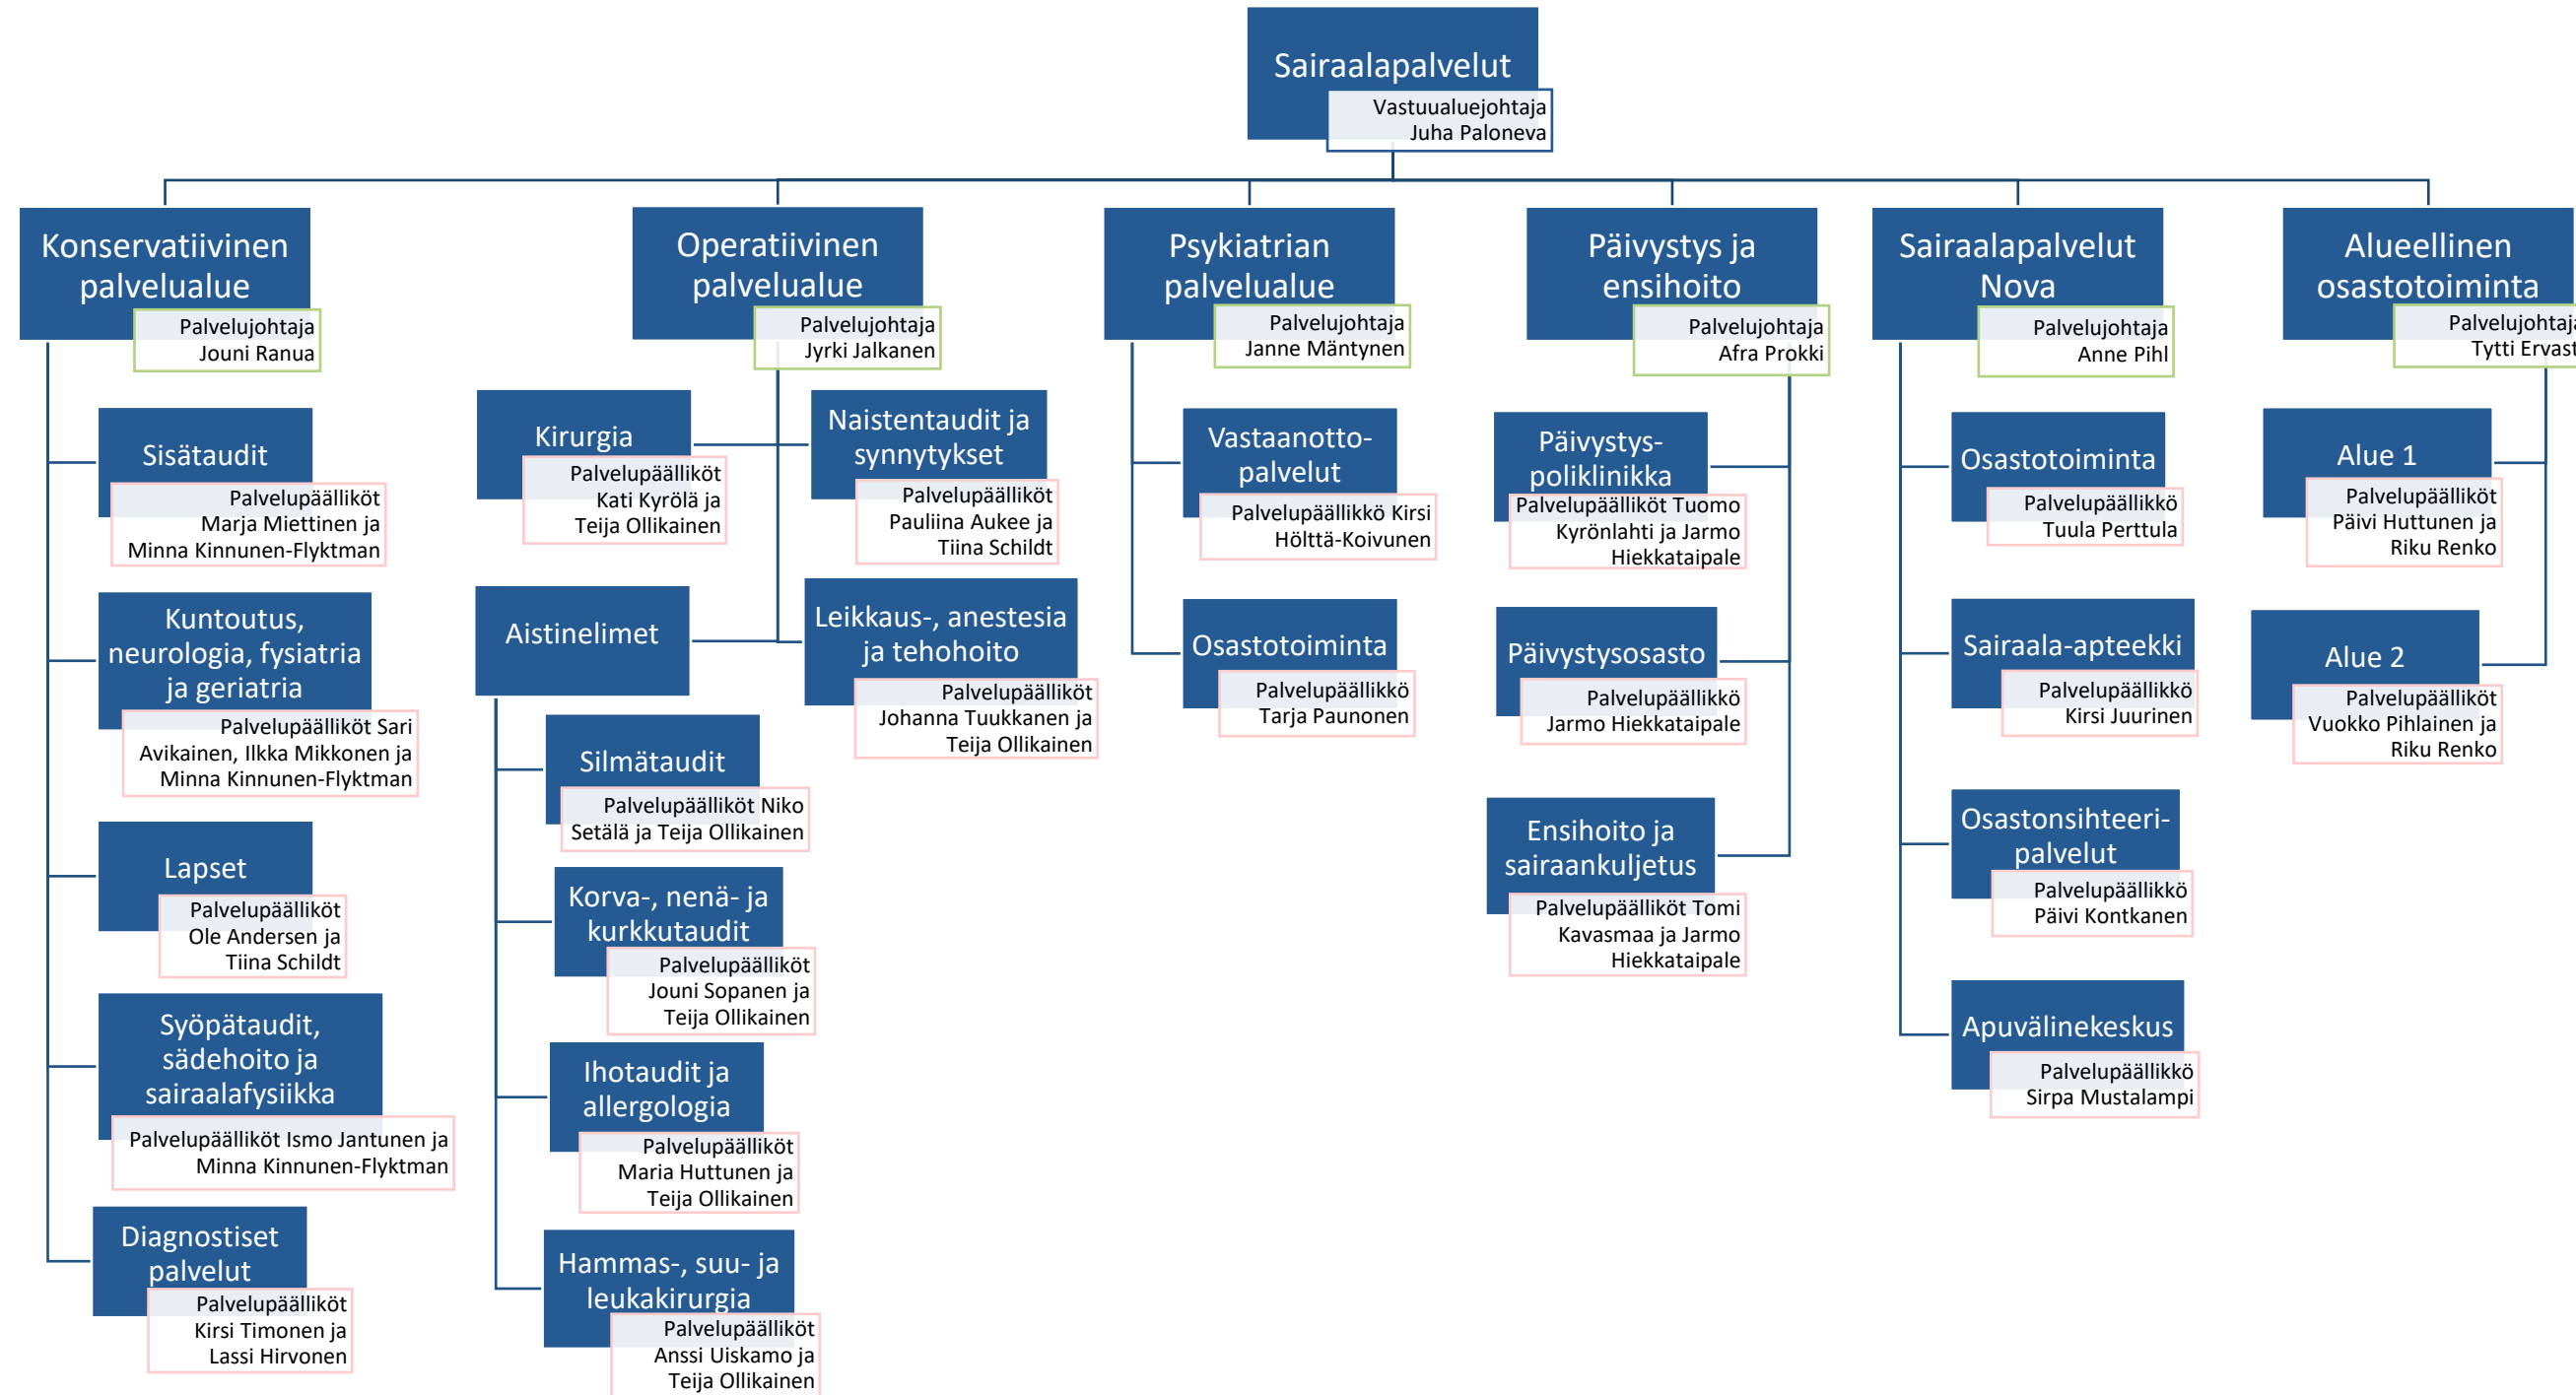 Sairaalapalvelut
Vastuualuejohtaja
Juha Paloneva
Konservatiivinen
palvelualue
Palvelujohtaja
Jouni Ranua
Sisätaudit
Palvelupäälliköt
Marja Miettinen ja
Minna Kinnunen-Flyktman
Kuntoutus,
neurologia, fysiatria
ja geriatria
Palvelupäälliköt Sari
Avikainen, Ilkka Mikkonen ja
Minna Kinnunen-Flyktman
Lapset
Palvelupäälliköt
Ole Andersen ja
Tiina Schildt
Syöpätaudit,
sädehoito ja
sairaalafysiikka
Palvelupäälliköt Ismo Jantunen ja
Minna Kinnunen-Flyktman
Diagnostiset
palvelut
Palvelupäälliköt
Kirsi Timonen ja
Lassi Hirvonen
Operatiivinen
palvelualue
Palvelujohtaja
Jyrki Jalkanen
Kirurgia
Palvelupäälliköt
Kati Kyrölä ja
Teija Ollikainen
Naistentaudit ja
synnytykset
Palvelupäälliköt
Pauliina Aukee ja
Tiina Schildt
Aistinelimet
Leikkaus-, anestesia
ja tehohoito
Palvelupäälliköt
Johanna Tuukkanen ja
Teija Ollikainen
Silmätaudit
Palvelupäälliköt Niko
Setälä ja Teija Ollikainen
Korva-, nenä- ja
kurkkutaudit
Palvelupäälliköt
Jouni Sopanen ja
Teija Ollikainen
Ihotaudit ja
allergologia
Palvelupäälliköt
Maria Huttunen ja
Teija Ollikainen
Hammas-, suu- ja
leukakirurgia
Palvelupäälliköt
Anssi Uiskamo ja
Teija Ollikainen
Psykiatrian
palvelualue
Palvelujohtaja
Janne Mäntynen
Vastaanotto-
palvelut
Palvelupäällikkö Kirsi
Hölttä-Koivunen
Osastotoiminta
Palvelupäällikkö
Tarja Paunonen
Päivystys ja
ensihoito
Palvelujohtaja
Afra Prokki
Päivystys-
poliklinikka
Palvelupäälliköt Tuomo
Kyrönlahti ja Jarmo
Hiekkataipale
Päivystysosasto
Palvelupäällikkö
Jarmo Hiekkataipale
Ensihoito ja
sairaankuljetus
Palvelupäälliköt Tomi
Kavasmaa ja Jarmo
Hiekkataipale
Sairaalapalvelut
Nova
Palvelujohtaja
Anne Pihl
Osastotoiminta
Palvelupäällikkö
Tuula Perttula
Sairaala-apteekki
Palvelupäällikkö
Kirsi Juurinen
Osastonsihteeri-
palvelut
Palvelupäällikkö
Päivi Kontkanen
Apuvälinekeskus
Palvelupäällikkö
Sirpa Mustalampi
Alueellinen
osastotoiminta
Palvelujohtaja
Tytti Ervasti
Alue 1
Palvelupäälliköt
Päivi Huttunen ja
Riku Renko
Alue 2
Palvelupäälliköt
Vuokko Pihlainen ja
Riku Renko